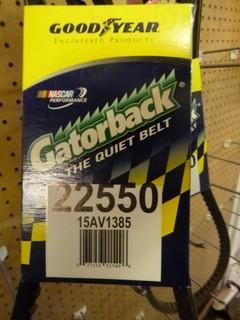 GOODYEAR
ENGINEERED PRODUCTS
NASCAR
PERFORMANCE
Gatorback®
THE QUIET BELT
22550
15AV1385